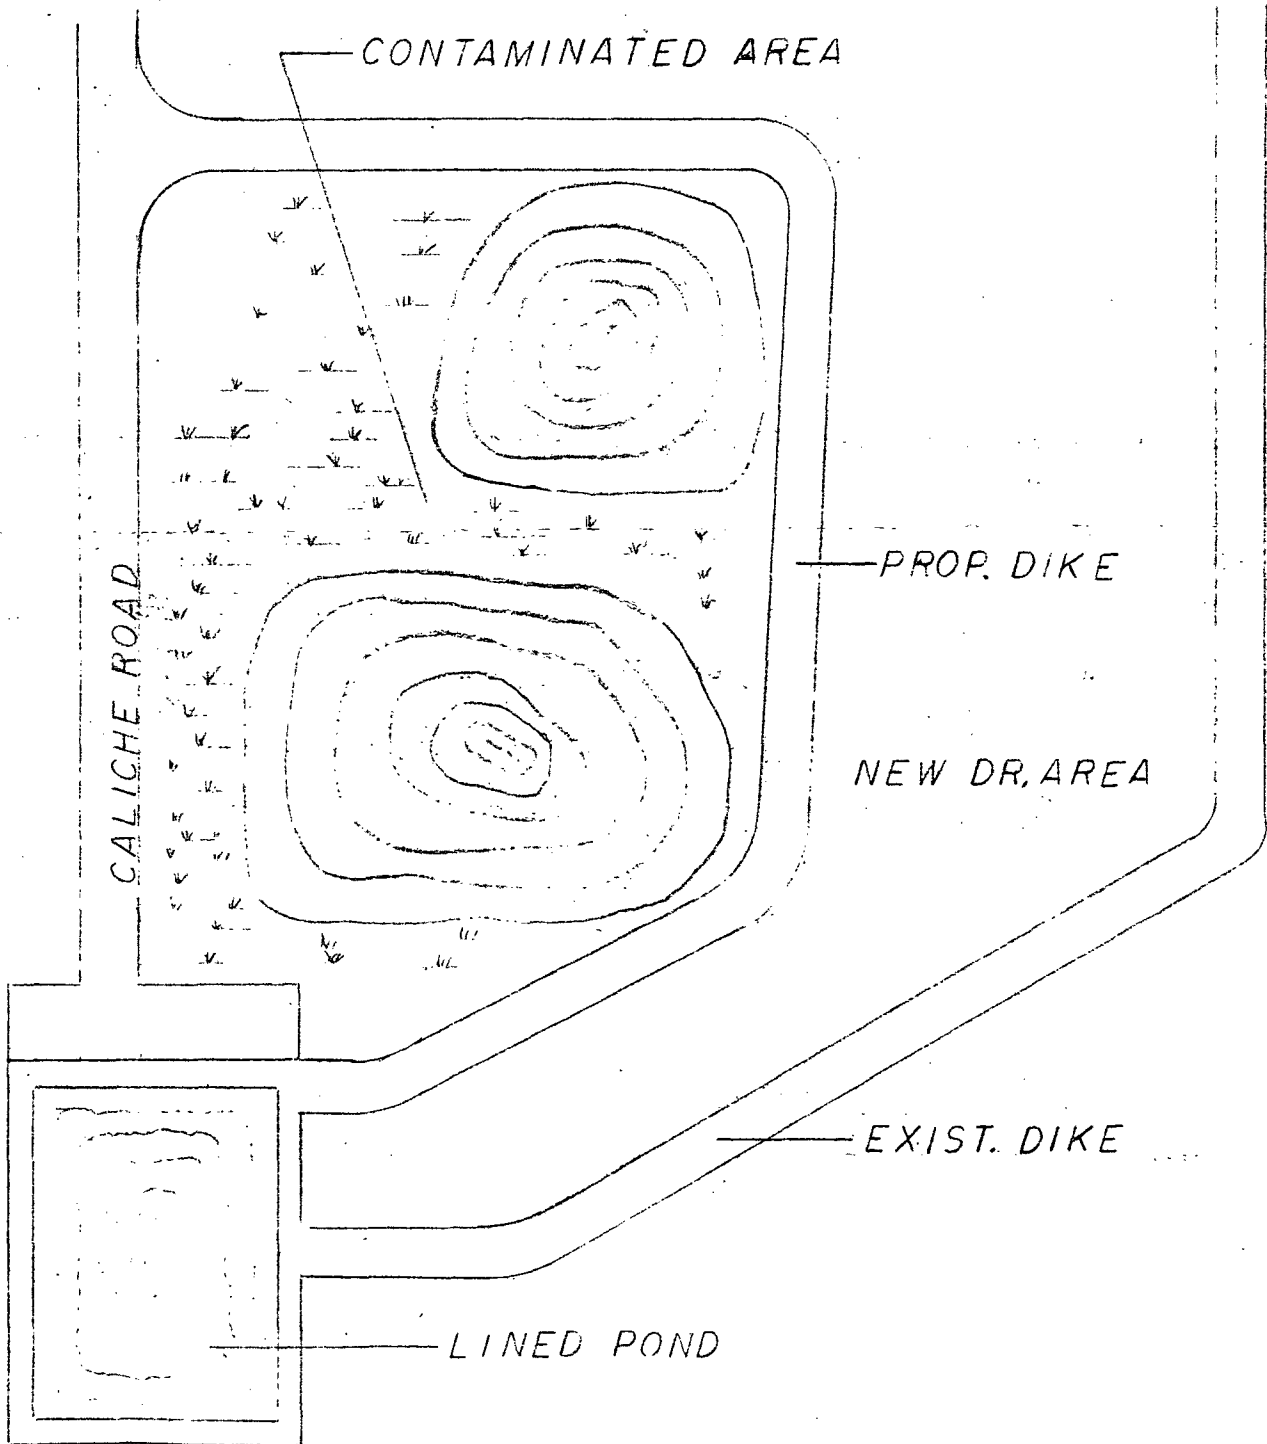 CONTAMINATED AREA
PROP. DIKE
CALICHE ROAD
NEW DR. AREA
EXIST. DIKE
LINED POND